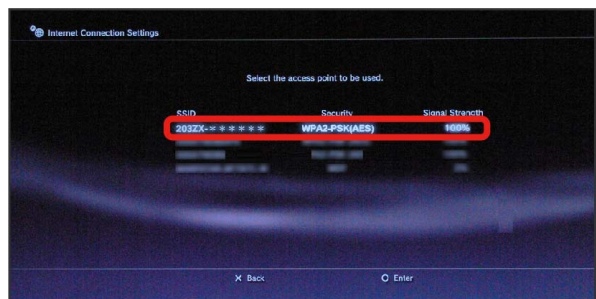 Internet Connection Settings
Select the access point to be used.
SSID Security Signal Strength
203ZX-****** WPA2-PSK(AES) 100%
X Back O Enter